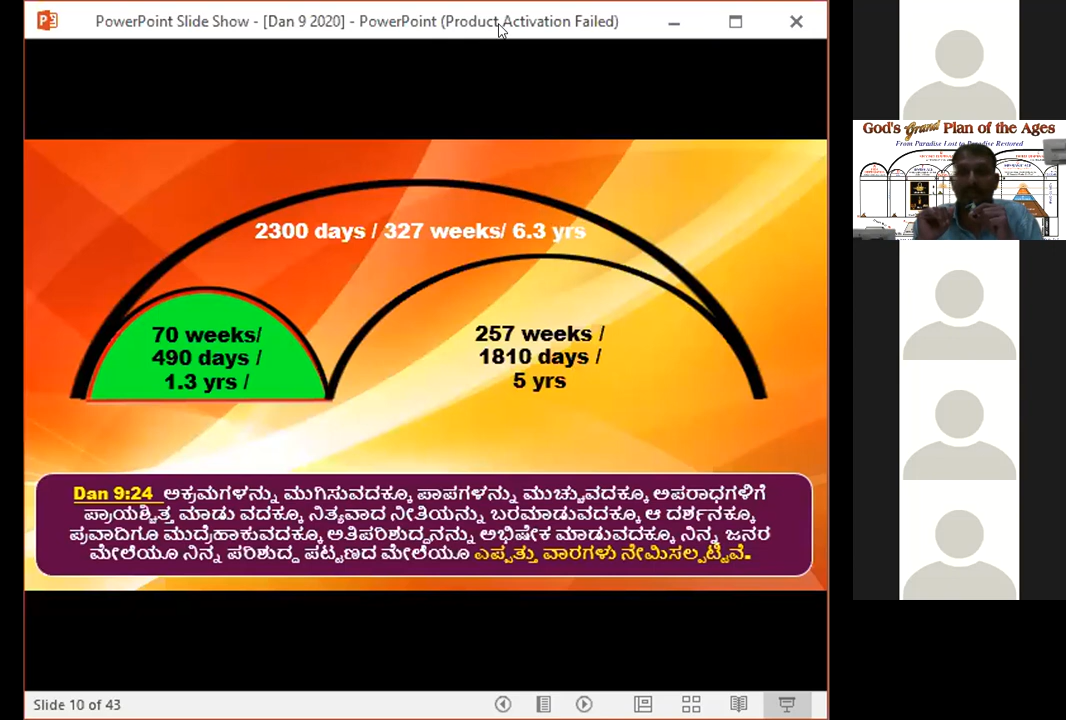 PowerPoint Slide Show - [Dan 9 2020] - PowerPoint (Product Activation Failed)
God's Grand Plan of the Ages
From Paradise Lost to Paradise Restored
2300 days / 327 weeks/ 6.3 yrs
70 weeks/
490 days /
1.3 yrs /
257 weeks /
1810 days /
5 yrs
Dan 9:24 ಅಕ್ರಮಗಳನ್ನು ಮುಗಿಸುವದಕ್ಕೂ ಪಾಪಗಳನ್ನು ಮುಚ್ಚುವದಕ್ಕೂ ಅಪರಾಧಗಳಿಗೆ
ಪ್ರಾಯಶ್ಚಿತ್ತ ಮಾಡು ವದಕ್ಕೂ ನಿತ್ಯವಾದ ನೀತಿಯನ್ನು ಬರಮಾಡುವದಕ್ಕೂ ಆ ದರ್ಶನಕ್ಕೂ
ಪ್ರವಾದಿಗೂ ಮುದ್ರೆಹಾಕುವದಕ್ಕೂ ಅತಿಪರಿಶುದ್ದನನ್ನು ಅಭಿಷೇಕ ಮಾಡುವದಕ್ಕೂ ನಿನ್ನ ಜನರ
ಮೇಲೆಯೂ ನಿನ್ನ ಪರಿಶುದ್ದ ಪಟ್ಟಣದ ಮೇಲೆಯೂ ಎಪ್ಪತ್ತು ವಾರಗಳು ನೇಮಿಸಲ್ಪಟ್ಟಿವೆ.
Slide 10 of 43